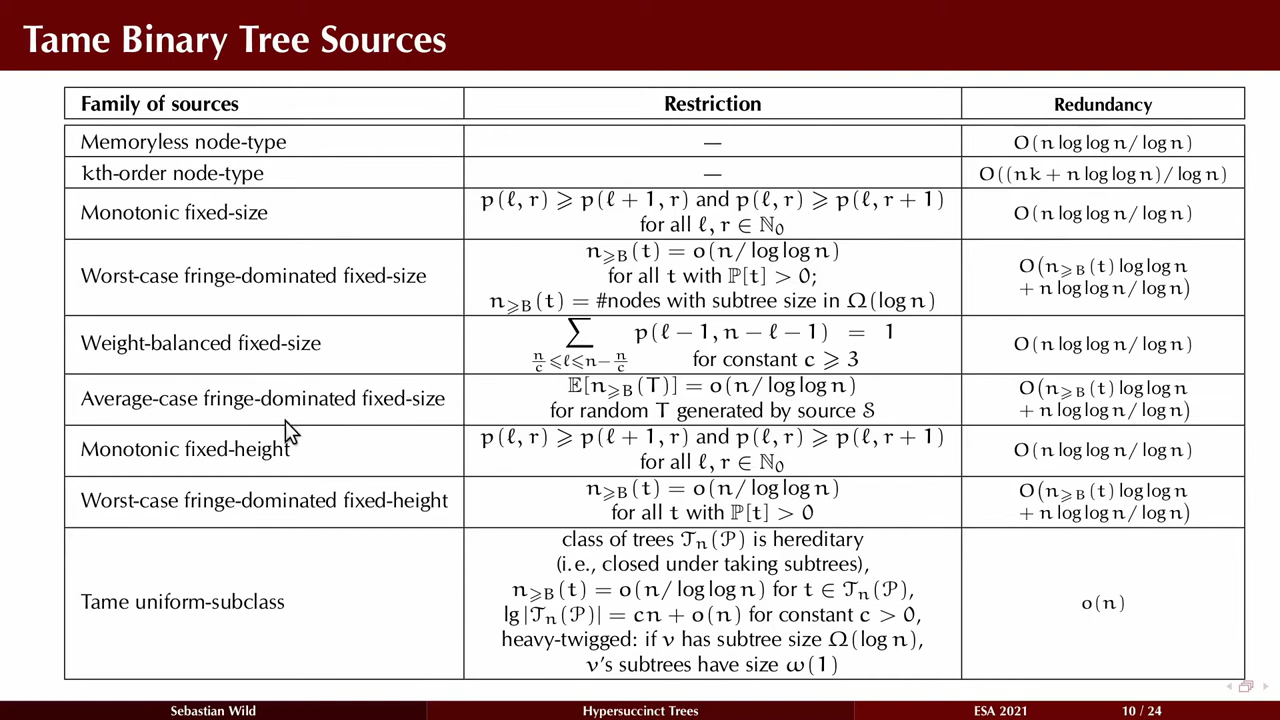 Tame Binary Tree Sources
Family of sources Restriction Redundancy
Memoryless node-type — O(n log log n/ log n)
kth-order node-type — O((nk + n log log n)/ log n)
Monotonic fixed-size
p(ℓ, r) ⩾ p(ℓ + 1, r) and p(ℓ, r) ⩾ p(ℓ, r + 1)
for all ℓ, r ∈ ℕ₀
O(n log log n/ log n)
Worst-case fringe-dominated fixed-size
n⩾B(t) = o(n/ log log n)
for all t with ℙ[t] > 0;
n⩾B(t) = #nodes with subtree size in Ω(log n)
O(n⩾B(t) log log n
+ n log log n/ log n)
Weight-balanced fixed-size
∑ p(ℓ − 1, n − ℓ − 1) = 1
n/c ⩽ℓ⩽n− n/c for constant c ⩾ 3
O(n log log n/ log n)
Average-case fringe-dominated fixed-size
𝔼[n⩾B(T)] = o(n/ log log n)
for random T generated by source 𝒮
O(n⩾B(t) log log n
+ n log log n/ log n)
Monotonic fixed-height
p(ℓ, r) ⩾ p(ℓ + 1, r) and p(ℓ, r) ⩾ p(ℓ, r + 1)
for all ℓ, r ∈ ℕ₀
O(n log log n/ log n)
Worst-case fringe-dominated fixed-height
n⩾B(t) = o(n/ log log n)
for all t with ℙ[t] > 0
O(n⩾B(t) log log n
+ n log log n/ log n)
Tame uniform-subclass
class of trees 𝒯n(𝒫) is hereditary
(i.e., closed under taking subtrees),
n⩾B(t) = o(n/ log log n) for t ∈ 𝒯n(𝒫),
lg|𝒯n(𝒫)| = cn + o(n) for constant c > 0,
heavy-twigged: if v has subtree size Ω(log n),
v's subtrees have size ω(1)
o(n)
Sebastian Wild Hypersuccinct Trees ESA 2021 10 / 24